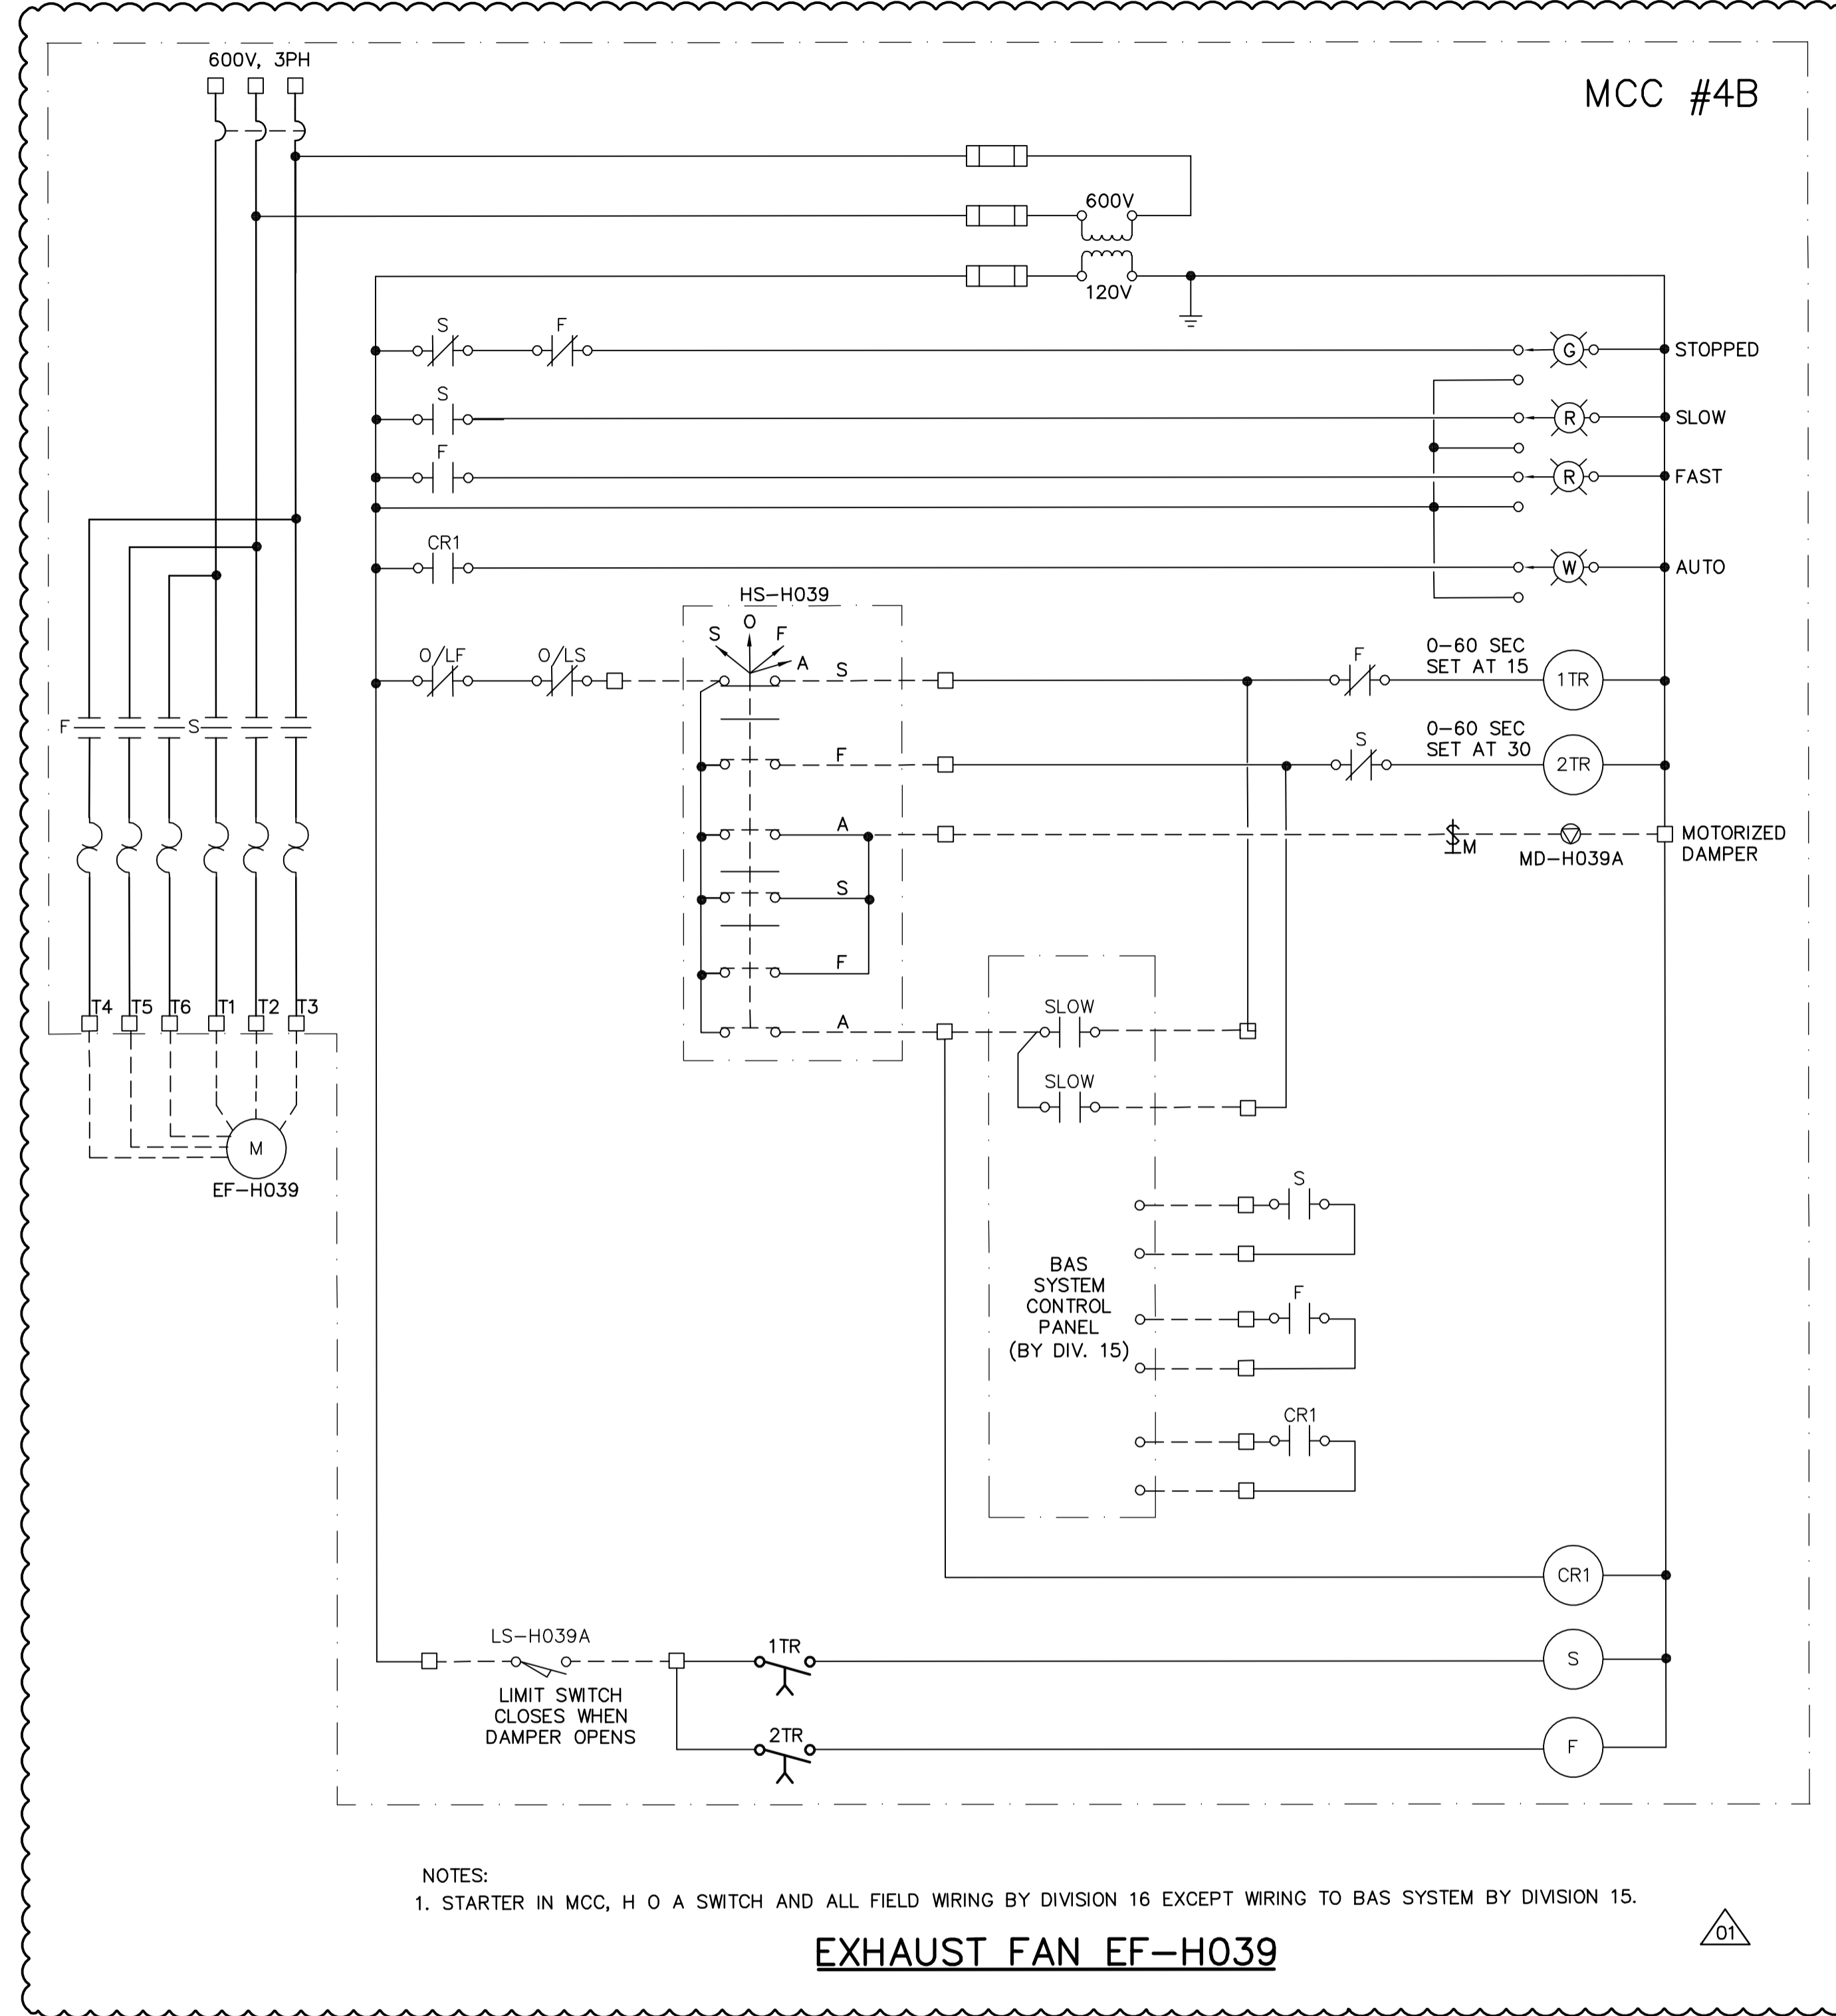 600V, 3PH
MCC #4B
600V
120V
S
F
G
STOPPED
S
R
SLOW
F
R
FAST
CR1
W
AUTO
HS-H039
O
S
F
A
O/LF
O/LS
S
F
0-60 SEC
SET AT 15
1TR
F
S
F
S
0-60 SEC
SET AT 30
2TR
A
M
MD-H039A
MOTORIZED
DAMPER
S
F
T4
T5
T6
T1
T2
T3
A
SLOW
SLOW
M
EF-H039
S
BAS
SYSTEM
CONTROL
PANEL
(BY DIV. 15)
F
CR1
CR1
LS-H039A
LIMIT SWITCH
CLOSES WHEN
DAMPER OPENS
1TR
S
2TR
F
NOTES:
1. STARTER IN MCC, H O A SWITCH AND ALL FIELD WIRING BY DIVISION 16 EXCEPT WIRING TO BAS SYSTEM BY DIVISION 15.
01
EXHAUST FAN EF-H039